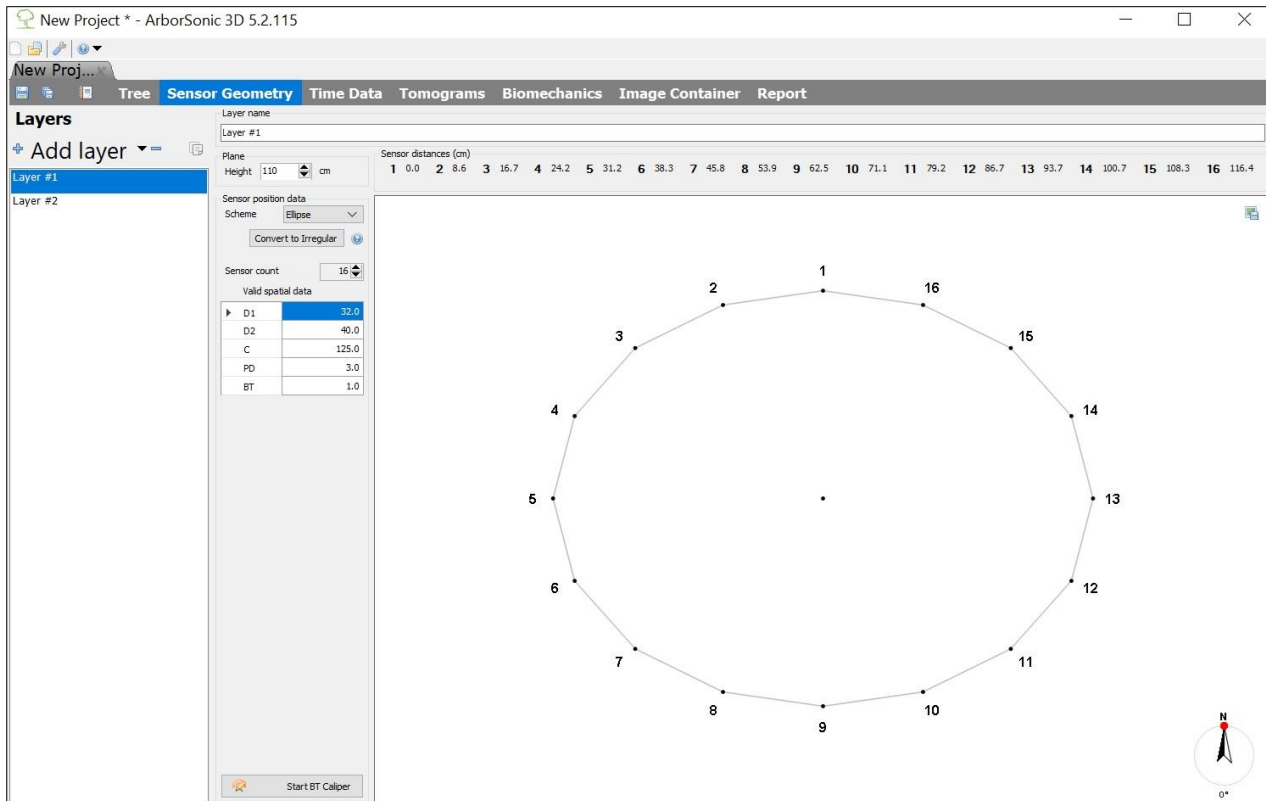 New Project * - ArborSonic 3D 5.2.115
New Proj...
Tree Sensor Geometry Time Data Tomograms Biomechanics Image Container Report
Layers
Add layer
Layer #1
Layer #2
Layer name
Layer #1
Plane
Height 110 cm
Sensor distances (cm)
1 0.0 2 8.6 3 16.7 4 24.2 5 31.2 6 38.3 7 45.8 8 53.9 9 62.5 10 71.1 11 79.2 12 86.7 13 93.7 14 100.7 15 108.3 16 116.4
Sensor position data
Scheme Ellipse
Convert to Irregular
Sensor count 16
Valid spatial data
D1 32.0
D2 40.0
C 125.0
PD 3.0
BT 1.0
Start BT Caliper
1
2
16
3
15
4
14
5
13
6
12
7
11
8
10
9
N
0°